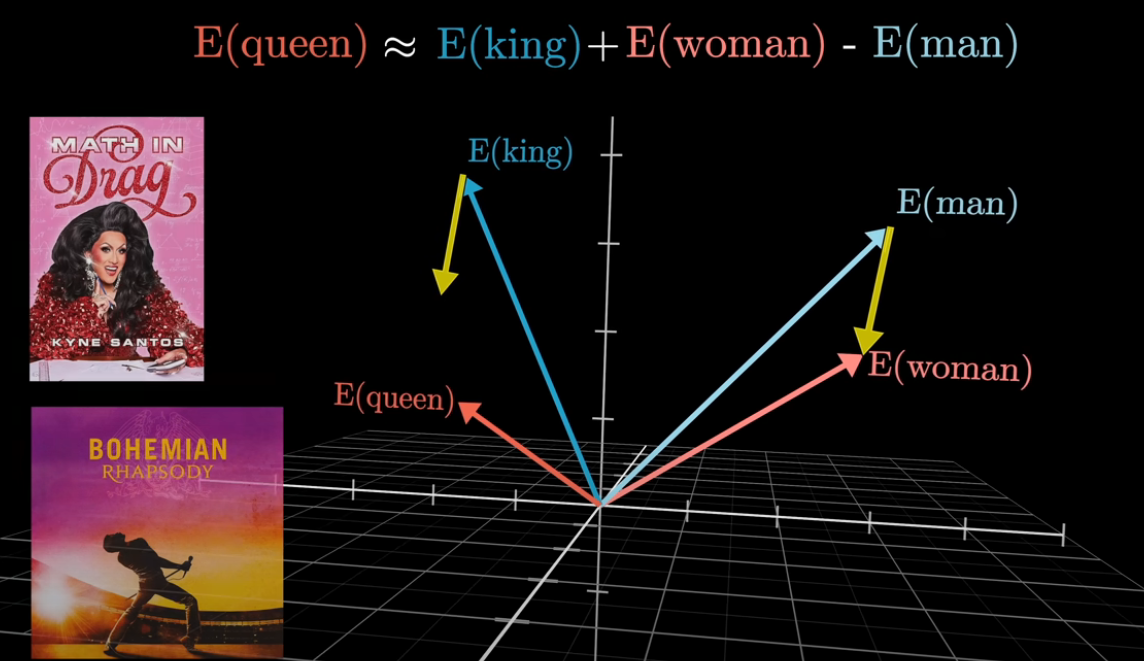 E(queen) ≈ E(king) + E(woman) - E(man)
MATH IN
Drag
KYNE SANTOS
BOHEMIAN
RHAPSODY
E(king)
E(man)
E(woman)
E(queen)